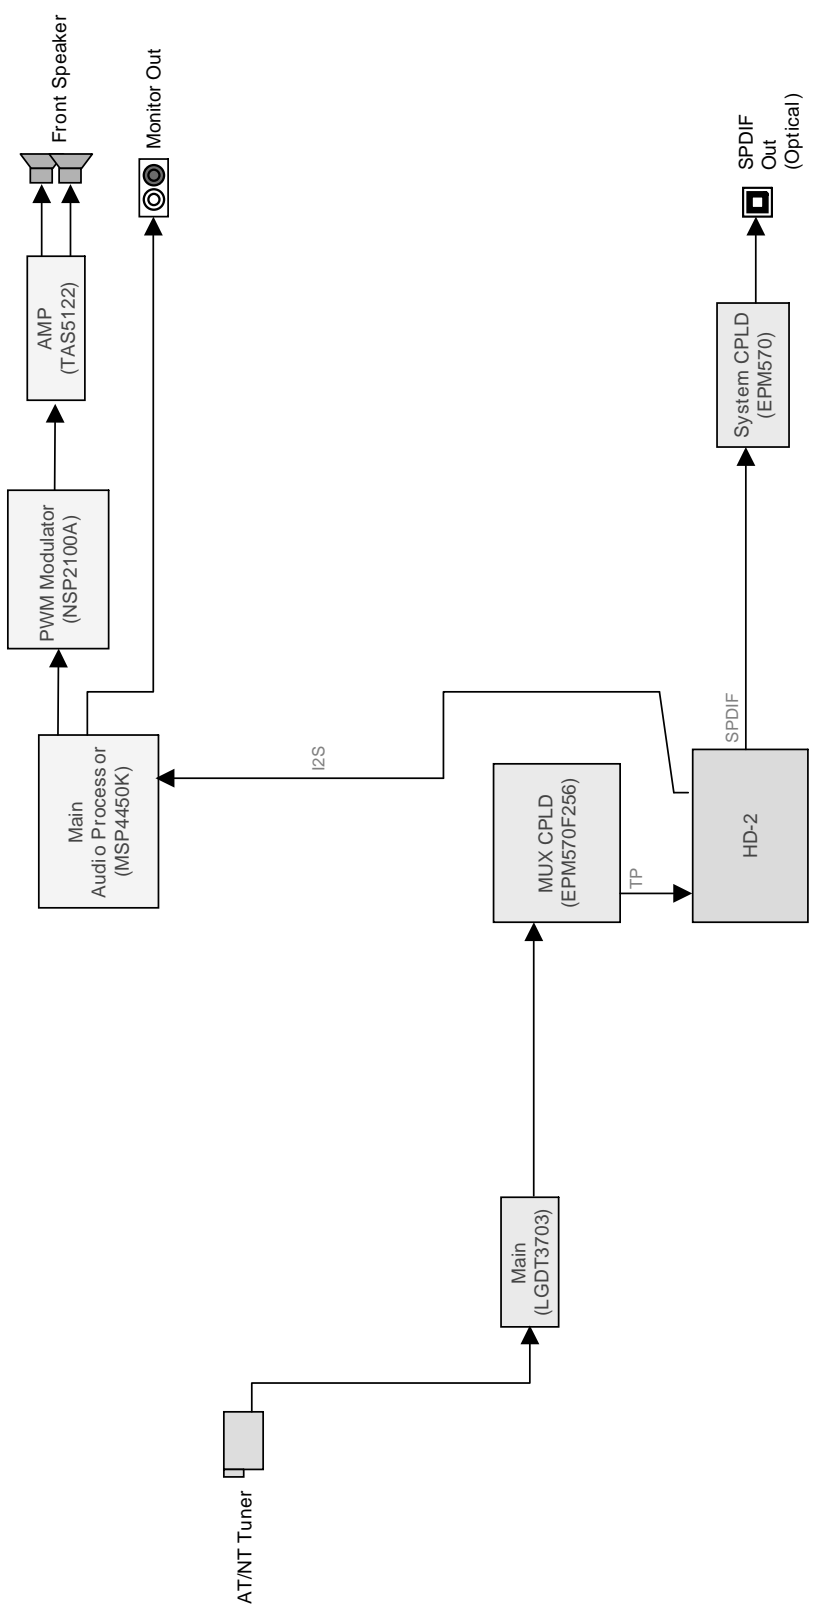 AT/NT Tuner
Main
(LGDT3703)
MUX CPLD
(EPM570F256)
TP
HD-2
I2S
SPDIF
Main
Audio Processor
(MSP4450K)
PWM Modulator
(NSP2100A)
AMP
(TAS5122)
Front Speaker
Monitor Out
System CPLD
(EPM570)
SPDIF
Out
(Optical)